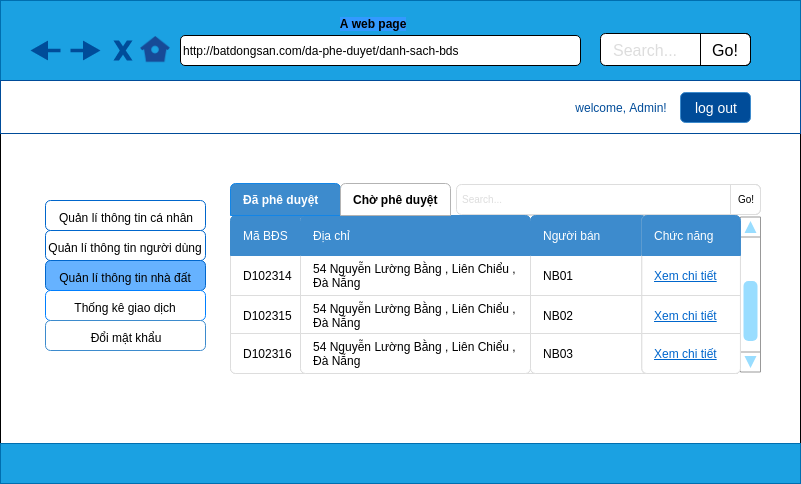 A web page
X
http://batdongsan.com/da-phe-duyet/danh-sach-bds
Search...
Go!
welcome, Admin!
log out
Quản lí thông tin cá nhân
Quản lí thông tin người dùng
Quản lí thông tin nhà đất
Thống kê giao dịch
Đổi mật khẩu
Đã phê duyệt
Chờ phê duyệt
Search...
Go!
Mã BĐS
Địa chỉ
Người bán
Chức năng
D102314
54 Nguyễn Lường Bằng , Liên Chiểu ,
Đà Nẵng
NB01
Xem chi tiết
D102315
54 Nguyễn Lường Bằng , Liên Chiểu ,
Đà Nẵng
NB02
Xem chi tiết
D102316
54 Nguyễn Lường Bằng , Liên Chiểu ,
Đà Nẵng
NB03
Xem chi tiết